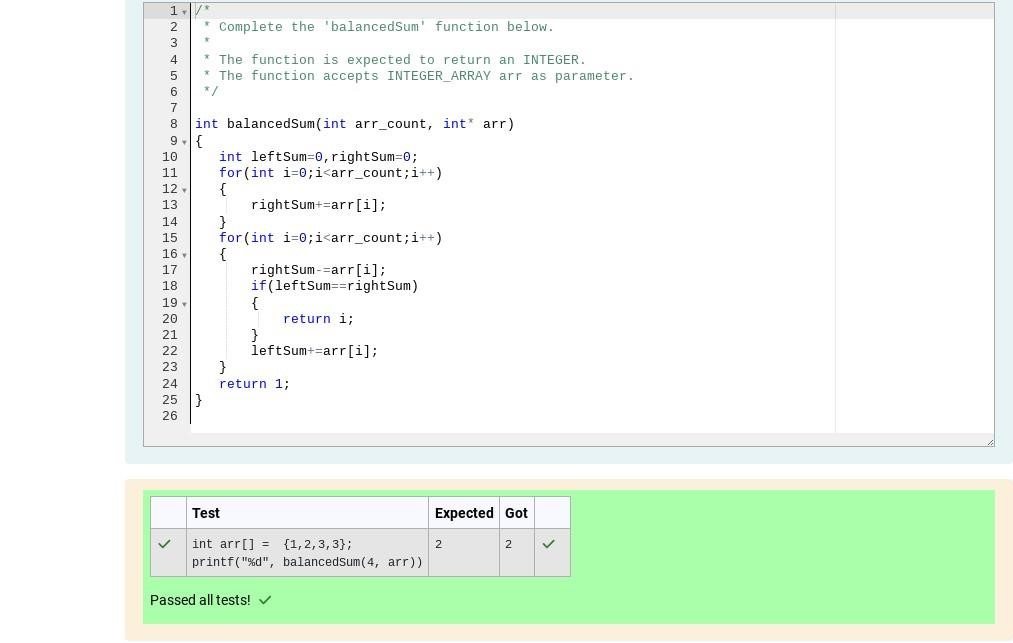 1 /*
2 * Complete the 'balancedSum' function below.
3 *
4 * The function is expected to return an INTEGER.
5 * The function accepts INTEGER_ARRAY arr as parameter.
6 */
7
8 int balancedSum(int arr_count, int* arr)
9 {
10 int leftSum=0,rightSum=0;
11 for(int i=0;i<arr_count;i++)
12 {
13 rightSum+=arr[i];
14 }
15 for(int i=0;i<arr_count;i++)
16 {
17 rightSum-=arr[i];
18 if(leftSum==rightSum)
19 {
20 return i;
21 }
22 leftSum+=arr[i];
23 }
24 return 1;
25 }
26
Test Expected Got
int arr[] =  {1,2,3,3}; 2 2
printf("%d", balancedSum(4, arr))
Passed all tests!